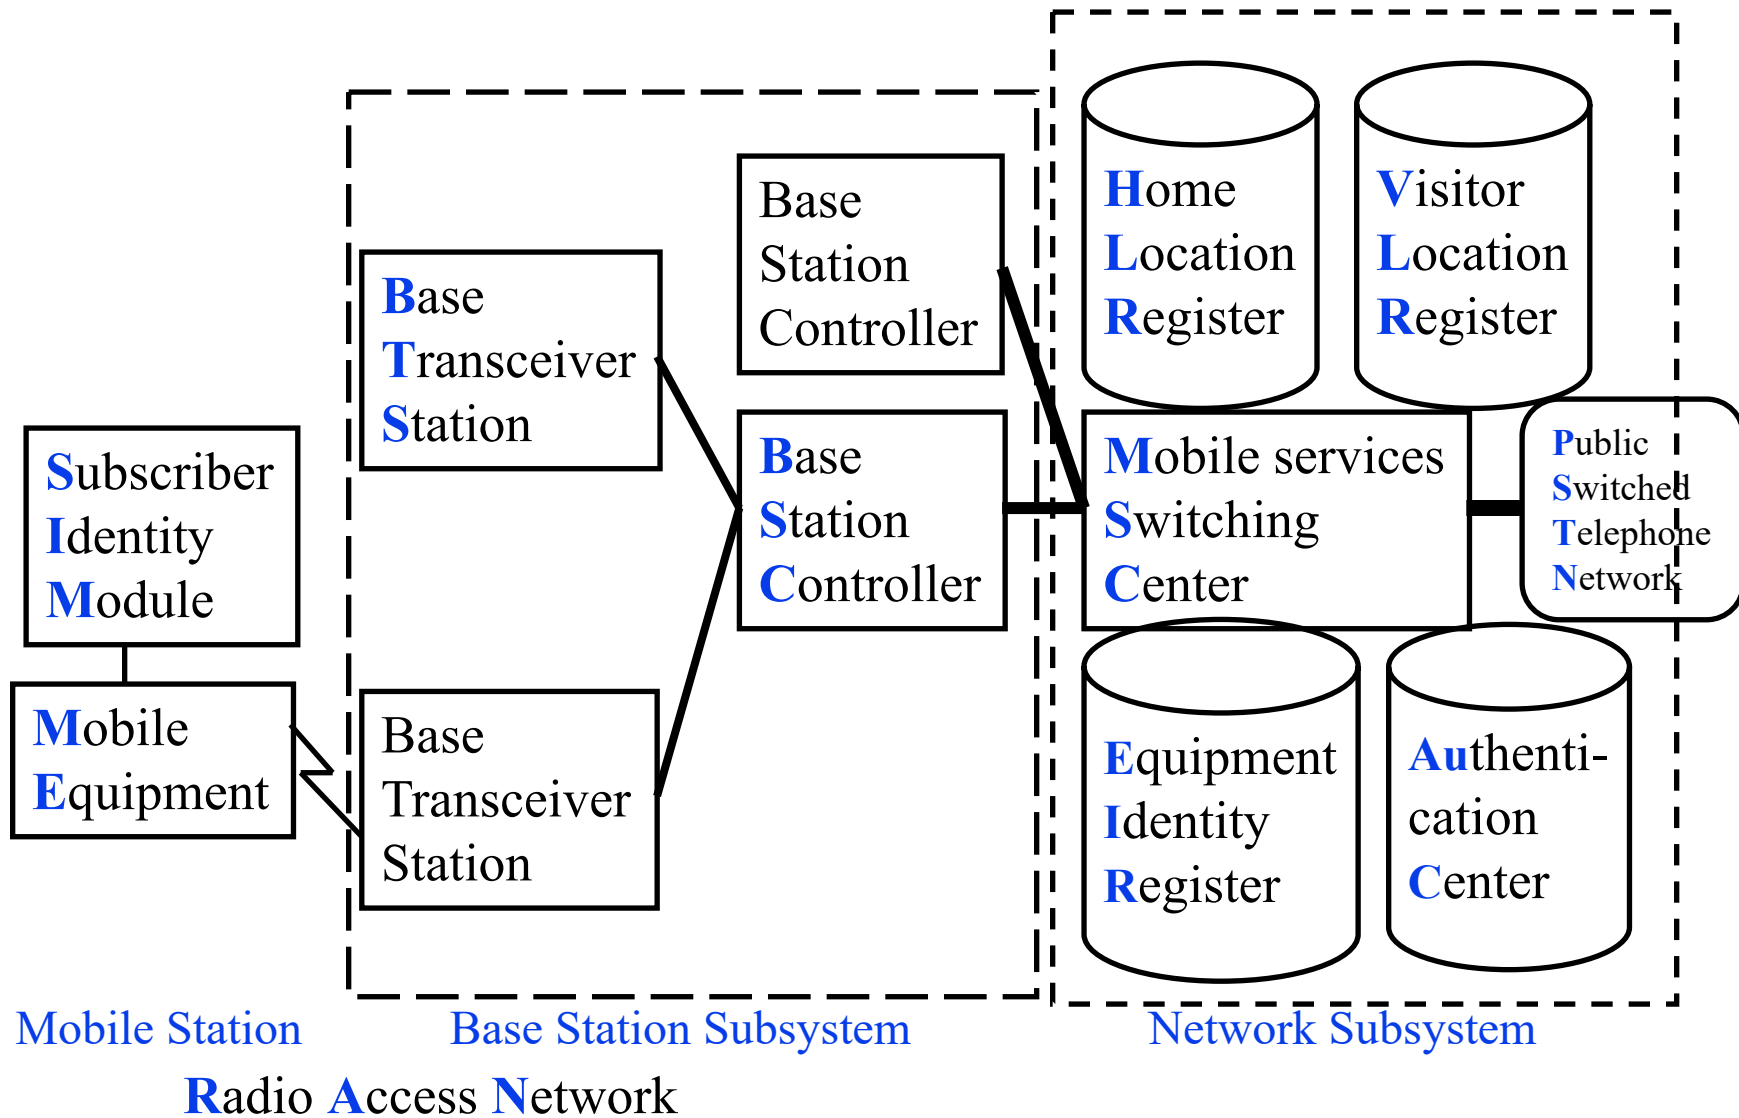 Subscriber
Identity
Module
Mobile
Equipment
Base
Transceiver
Station
Base
Transceiver
Station
Base
Station
Controller
Base
Station
Controller
Home
Location
Register
Visitor
Location
Register
Mobile services
Switching
Center
Public
Switched
Telephone
Network
Equipment
Identity
Register
Authenti-
cation
Center
Mobile Station
Base Station Subsystem
Network Subsystem
Radio Access Network